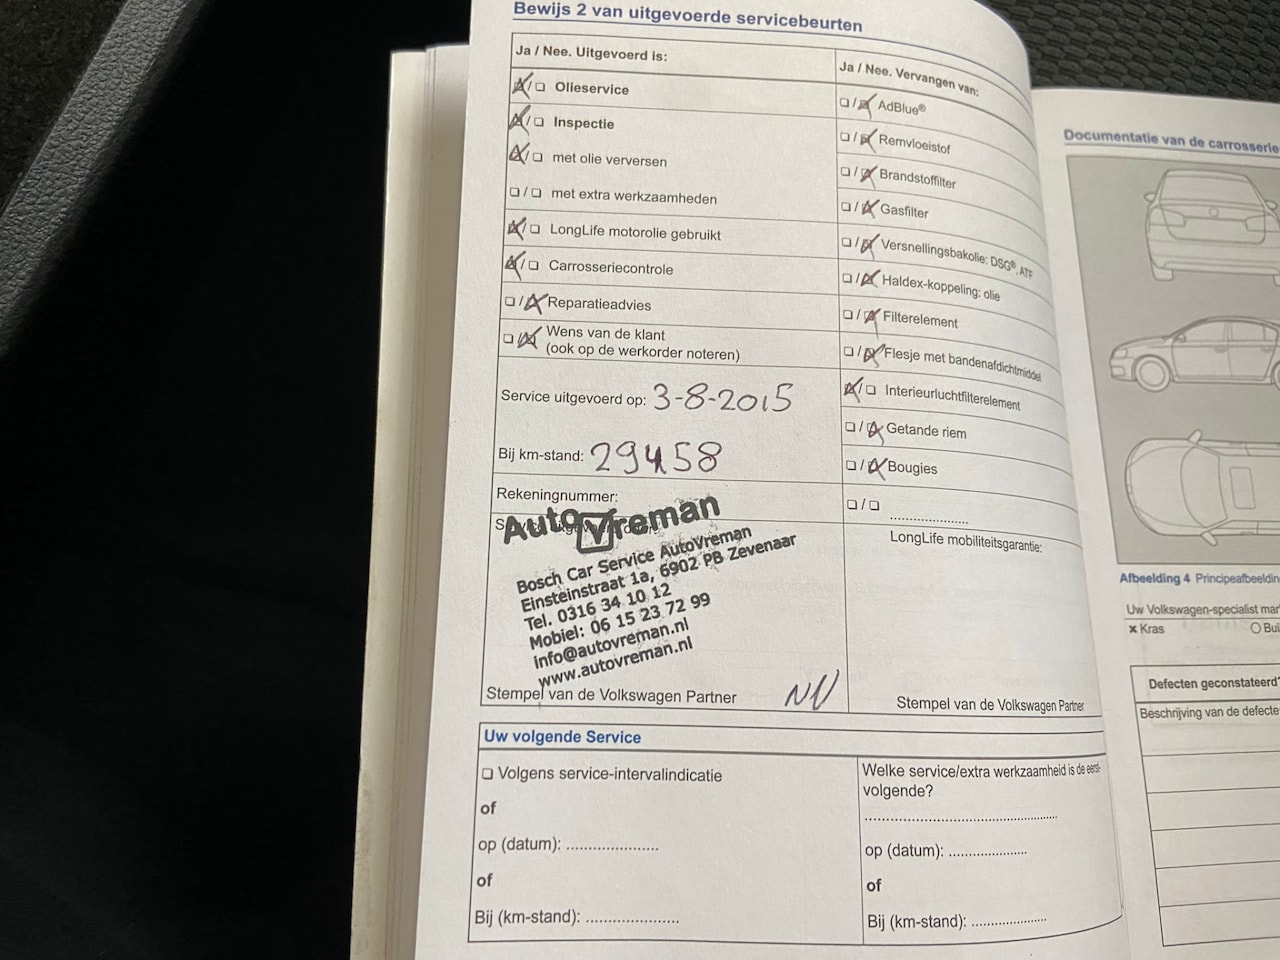 Bewijs 2 van uitgevoerde servicebeurten
Ja / Nee. Uitgevoerd is:
Olieservice
Inspectie
met olie verversen
met extra werkzaamheden
LongLife motorolie gebruikt
Carrosseriecontrole
Reparatieadvies
Wens van de klant
(ook op de werkorder noteren)
Service uitgevoerd op: 3-8-2015
Bij km-stand: 29458
Rekeningnummer:
AutoVreman
Bosch Car Service AutoVreman
Einsteinstraat 1a, 6902 PB Zevenaar
Tel. 0316 34 10 12
Mobiel: 06 15 23 72 99
info@autovreman.nl
www.autovreman.nl
Stempel van de Volkswagen Partner
Ja / Nee. Vervangen van:
AdBlue®
Remvloeistof
Brandstoffilter
Gasfilter
Versnellingsbakolie: DSG®, ATF
Haldex-koppeling: olie
Filterelement
Flesje met bandenafdichtmiddel
Interieurluchtfilterelement
Getande riem
Bougies
LongLife mobiliteitsgarantie:
Stempel van de Volkswagen Partner
Uw volgende Service
Volgens service-intervalindicatie
of
op (datum): .....................
of
Bij (km-stand): .....................
Welke service/extra werkzaamheid is de eerst-
volgende?
op (datum): .....................
of
Bij (km-stand): .....................
Documentatie van de carrosserie
Afbeelding 4 Principeafbeeldin
Uw Volkswagen-specialist mar
x Kras
O Bui
Defecten geconstateerd?
Beschrijving van de defecte